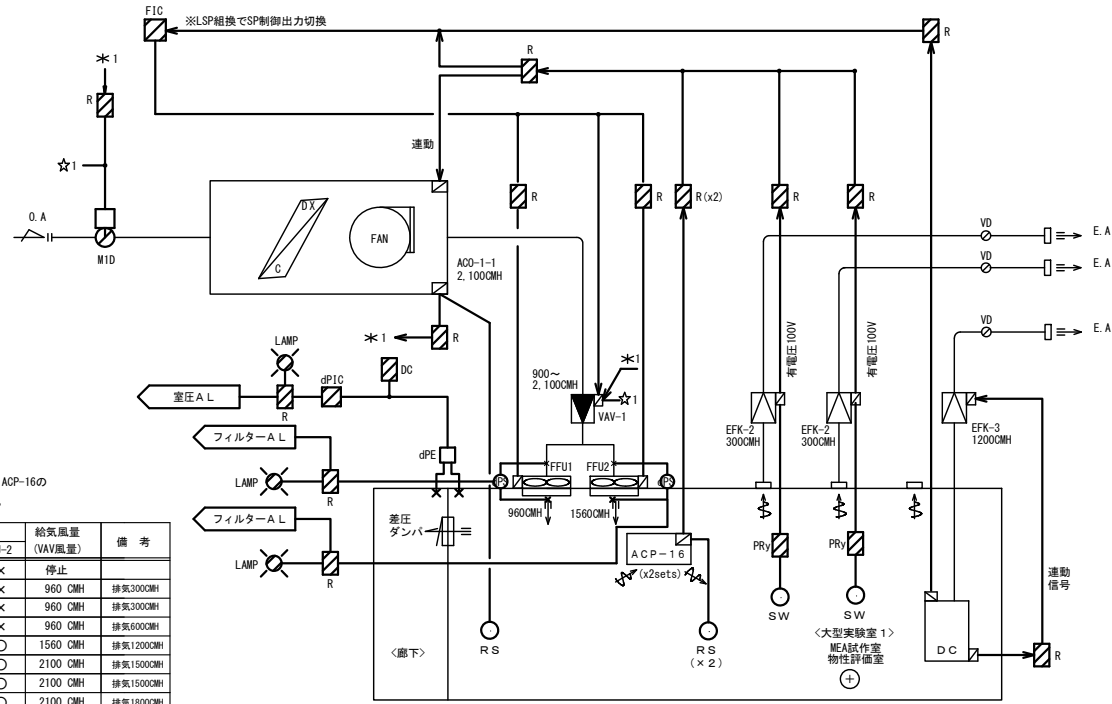 FIC
※LSP組換でSP制御出力切換
R
R
＊1
R
☆1
連動
O.A
M1D
DX
C
FAN
ACO-1-1
2,100CMH
R
R
R(x2)
R
R
VD
E.A
VD
E.A
VD
E.A
＊1
R
LAMP
DC
dPIC
室圧AL
R
フィルターAL
LAMP
R
フィルターAL
LAMP
R
dPE
900～
2,100CMH
＊1
☆1
VAV-1
FFU1
FFU2
960CMH
1560CMH
有電圧100V
有電圧100V
EFK-2
300CMH
EFK-2
300CMH
EFK-3
1200CMH
差圧
ダンパー
ACP-16
(x2sets)
PRy
PRy
SW
SW
RS
RS
(×2)
<廊下>
<大型実験室1>
MEA試作室
物性評価室
DC
連動
信号
R
ACP-16の
-2 給気風量
(VAV風量) 備 考
× 停止
× 960 CMH 排気300CMH
× 960 CMH 排気300CMH
× 960 CMH 排気600CMH
○ 1560 CMH 排気1200CMH
○ 2100 CMH 排気1500CMH
○ 2100 CMH 排気1500CMH
○ 2100 CMH 排気1800CMH